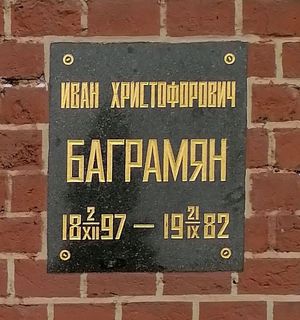 ИВАН ХРИСТОФОРОВИЧ
БАГРАМЯН
18 2/XII 97 — 19 21/IX 82